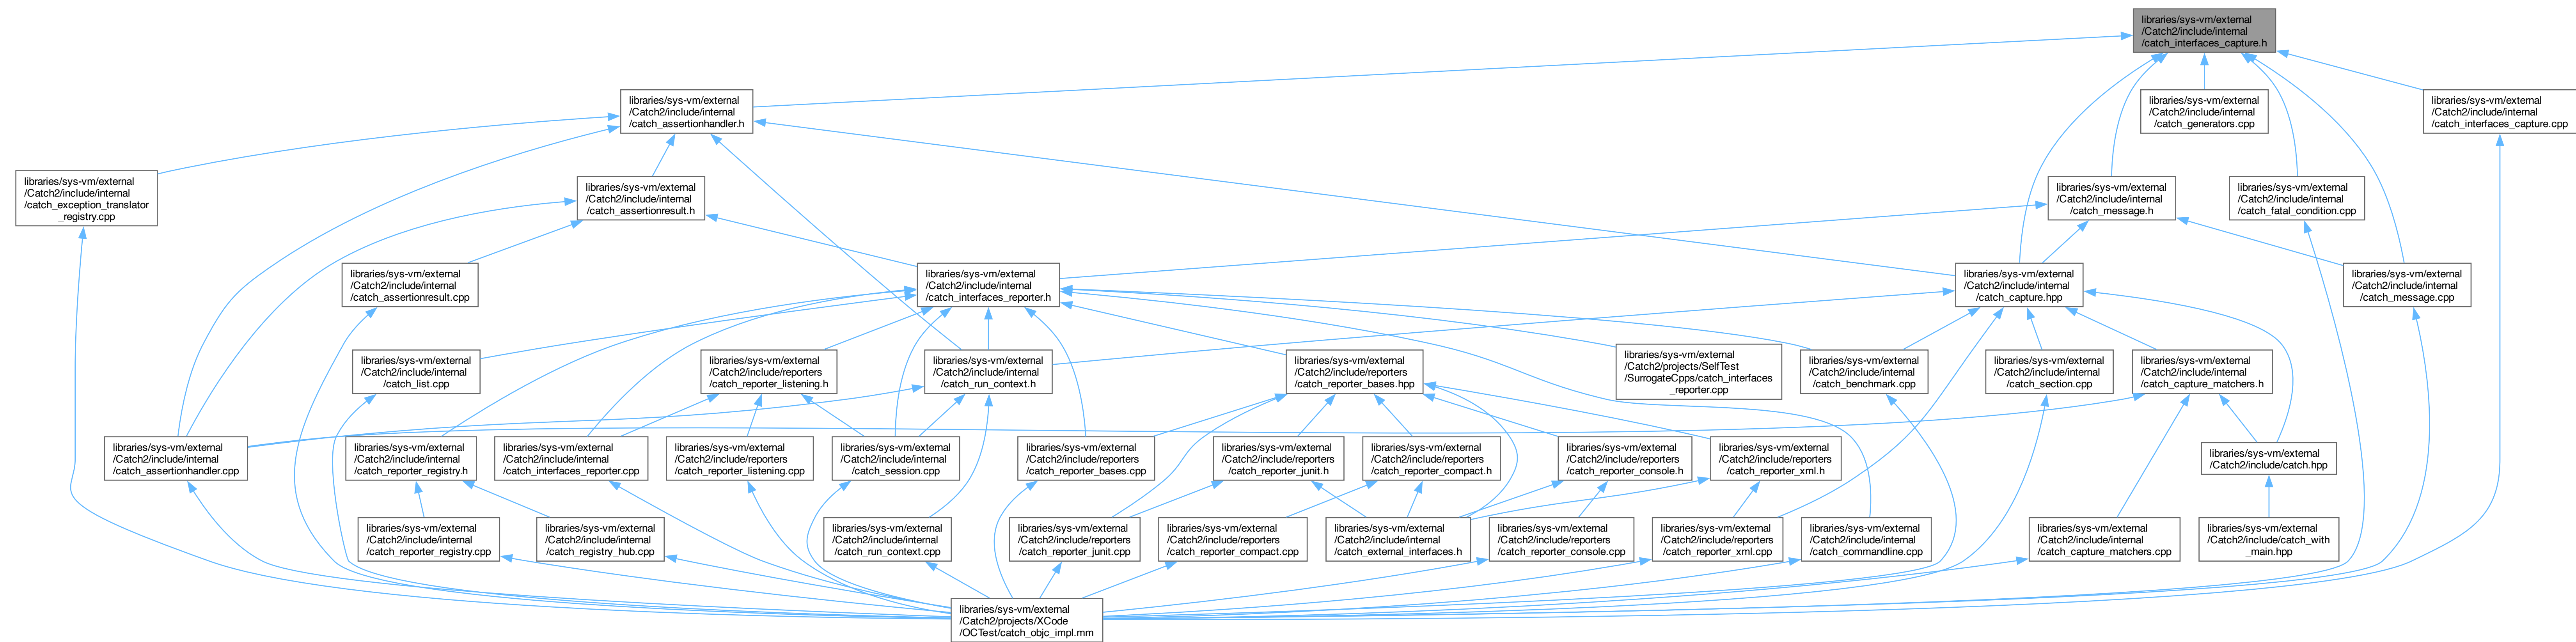 libraries/sys-vm/external
/Catch2/include/internal
/catch_interfaces_capture.h
libraries/sys-vm/external
/Catch2/include/internal
/catch_assertionhandler.h
libraries/sys-vm/external
/Catch2/include/internal
/catch_generators.cpp
libraries/sys-vm/external
/Catch2/include/internal
/catch_interfaces_capture.cpp
libraries/sys-vm/external
/Catch2/include/internal
/catch_exception_translator
_registry.cpp
libraries/sys-vm/external
/Catch2/include/internal
/catch_assertionresult.h
libraries/sys-vm/external
/Catch2/include/internal
/catch_message.h
libraries/sys-vm/external
/Catch2/include/internal
/catch_fatal_condition.cpp
libraries/sys-vm/external
/Catch2/include/internal
/catch_assertionresult.cpp
libraries/sys-vm/external
/Catch2/include/internal
/catch_interfaces_reporter.h
libraries/sys-vm/external
/Catch2/include/internal
/catch_capture.hpp
libraries/sys-vm/external
/Catch2/include/internal
/catch_message.cpp
libraries/sys-vm/external
/Catch2/include/internal
/catch_list.cpp
libraries/sys-vm/external
/Catch2/include/reporters
/catch_reporter_listening.h
libraries/sys-vm/external
/Catch2/include/internal
/catch_run_context.h
libraries/sys-vm/external
/Catch2/include/reporters
/catch_reporter_bases.hpp
libraries/sys-vm/external
/Catch2/projects/SelfTest
/SurrogateCpps/catch_interfaces
_reporter.cpp
libraries/sys-vm/external
/Catch2/include/internal
/catch_benchmark.cpp
libraries/sys-vm/external
/Catch2/include/internal
/catch_section.cpp
libraries/sys-vm/external
/Catch2/include/internal
/catch_capture_matchers.h
libraries/sys-vm/external
/Catch2/include/internal
/catch_assertionhandler.cpp
libraries/sys-vm/external
/Catch2/include/internal
/catch_reporter_registry.h
libraries/sys-vm/external
/Catch2/include/internal
/catch_interfaces_reporter.cpp
libraries/sys-vm/external
/Catch2/include/reporters
/catch_reporter_listening.cpp
libraries/sys-vm/external
/Catch2/include/internal
/catch_session.cpp
libraries/sys-vm/external
/Catch2/include/reporters
/catch_reporter_bases.cpp
libraries/sys-vm/external
/Catch2/include/reporters
/catch_reporter_junit.h
libraries/sys-vm/external
/Catch2/include/reporters
/catch_reporter_compact.h
libraries/sys-vm/external
/Catch2/include/reporters
/catch_reporter_console.h
libraries/sys-vm/external
/Catch2/include/reporters
/catch_reporter_xml.h
libraries/sys-vm/external
/Catch2/include/catch.hpp
libraries/sys-vm/external
/Catch2/include/internal
/catch_reporter_registry.cpp
libraries/sys-vm/external
/Catch2/include/internal
/catch_registry_hub.cpp
libraries/sys-vm/external
/Catch2/include/internal
/catch_run_context.cpp
libraries/sys-vm/external
/Catch2/include/reporters
/catch_reporter_junit.cpp
libraries/sys-vm/external
/Catch2/include/reporters
/catch_reporter_compact.cpp
libraries/sys-vm/external
/Catch2/include/internal
/catch_external_interfaces.h
libraries/sys-vm/external
/Catch2/include/reporters
/catch_reporter_console.cpp
libraries/sys-vm/external
/Catch2/include/reporters
/catch_reporter_xml.cpp
libraries/sys-vm/external
/Catch2/include/internal
/catch_commandline.cpp
libraries/sys-vm/external
/Catch2/include/internal
/catch_capture_matchers.cpp
libraries/sys-vm/external
/Catch2/include/catch_with
_main.hpp
libraries/sys-vm/external
/Catch2/projects/XCode
/OCTest/catch_objc_impl.mm